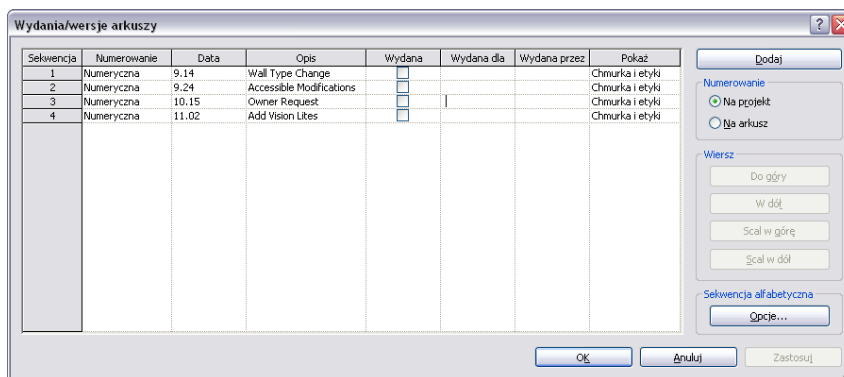 Wydania/wersje arkuszy
Sekwencja Numerowanie Data Opis Wydana Wydana dla Wydana przez Pokaż
1 Numeryczna 9.14 Wall Type Change Chmurka i etyki
2 Numeryczna 9.24 Accessible Modifications Chmurka i etyki
3 Numeryczna 10.15 Owner Request Chmurka i etyki
4 Numeryczna 11.02 Add Vision Lites Chmurka i etyki
Dodaj
Numerowanie
Na projekt
Na arkusz
Wiersz
Do góry
W dół
Scal w górę
Scal w dół
Sekwencja alfabetyczna
Opcje...
OK Anuluj Zastosuj